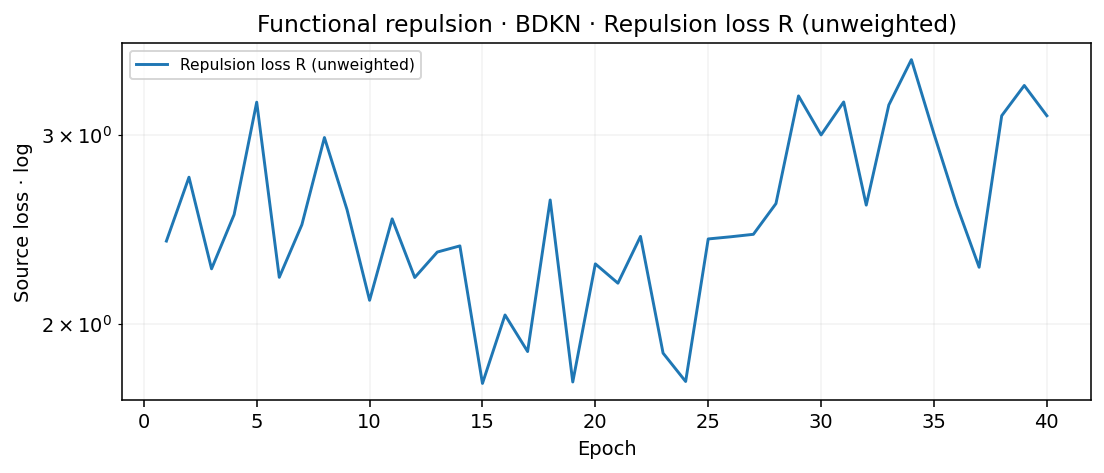 Functional repulsion · BDKN · Repulsion loss R (unweighted)
Repulsion loss R (unweighted)
Source loss · log
3 × 10⁰
2 × 10⁰
0 5 10 15 20 25 30 35 40
Epoch